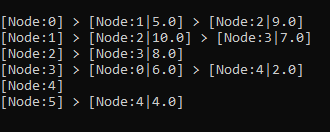 [Node:0] > [Node:1|5.0] > [Node:2|9.0]
[Node:1] > [Node:2|10.0] > [Node:3|7.0]
[Node:2] > [Node:3|8.0]
[Node:3] > [Node:0|6.0] > [Node:4|2.0]
[Node:4]
[Node:5] > [Node:4|4.0]